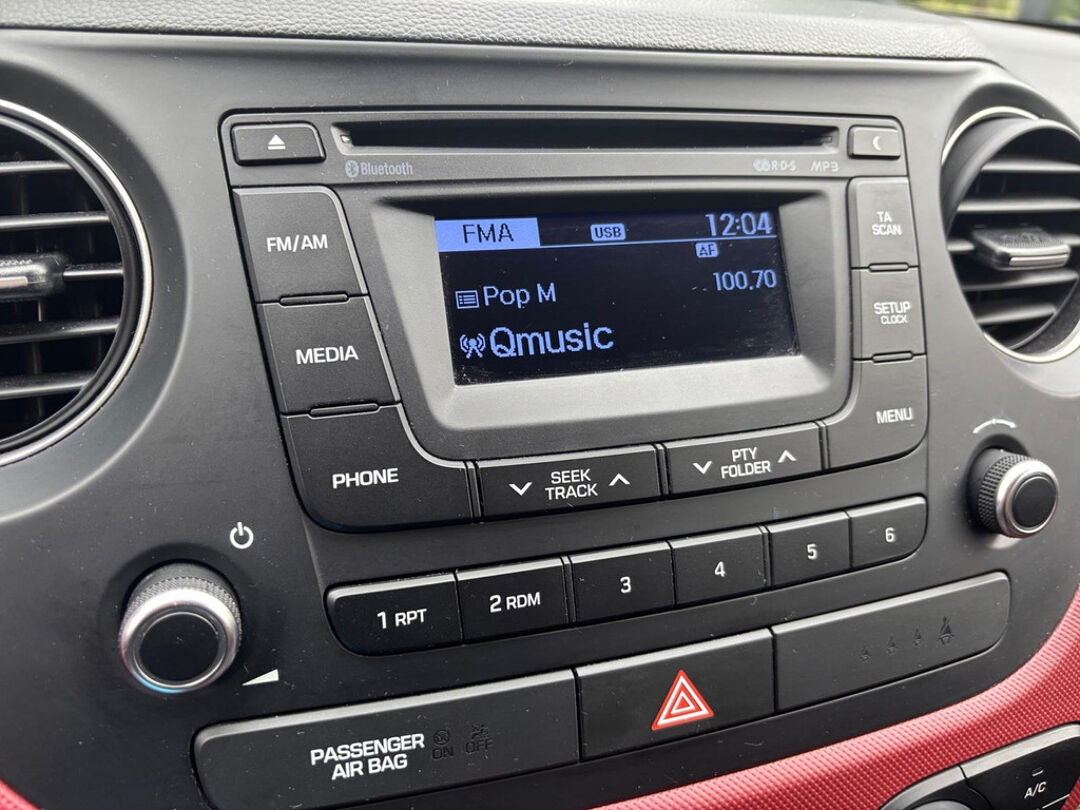 Bluetooth
R·D·S
MP3
FM/AM
MEDIA
PHONE
FMA
USB
12:04
AF
100.70
Pop M
Qmusic
TA
SCAN
SETUP
CLOCK
MENU
SEEK
TRACK
PTY
FOLDER
1 RPT
2 RDM
3
4
5
6
PASSENGER
AIR BAG
ON
OFF
A/C